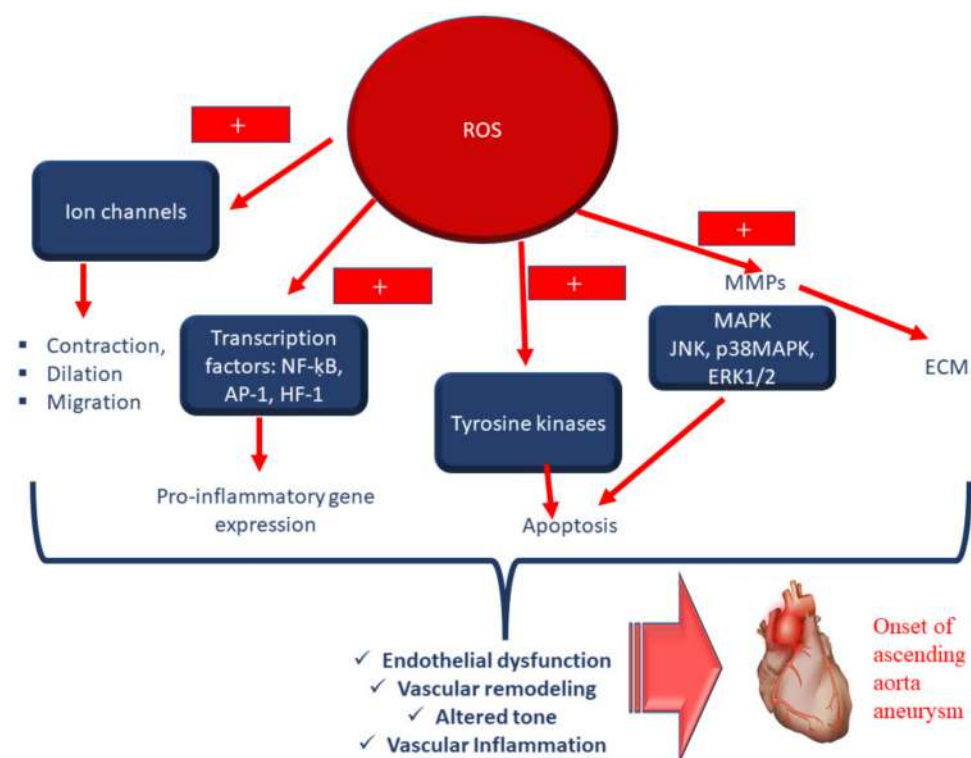 ROS
+
Ion channels
+
MMPs
+
+
Transcription
factors: NF-ķB,
AP-1, HF-1
MAPK
JNK, p38MAPK,
ERK1/2
ECM
▪ Contraction,
▪ Dilation
▪ Migration
Tyrosine kinases
Pro-inflammatory gene
expression
Apoptosis
✓ Endothelial dysfunction
✓ Vascular remodeling
✓ Altered tone
✓ Vascular Inflammation
Onset of
ascending
aorta
aneurysm